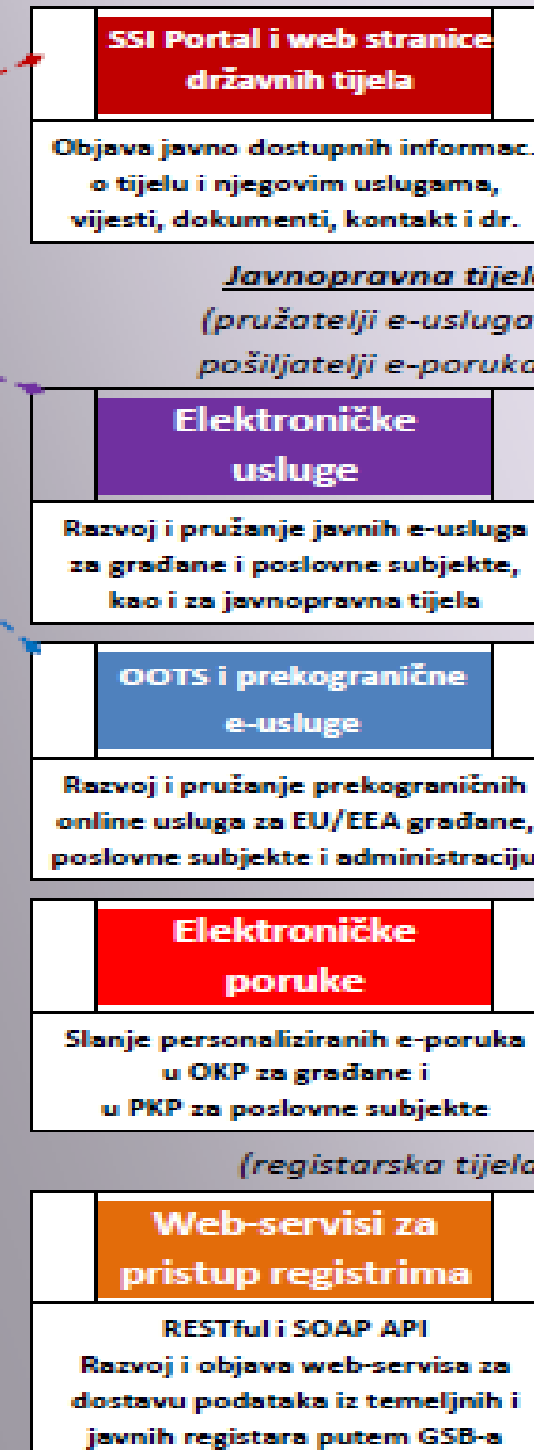 SSI Portal i web stranice
državnih tijela
Objava javno dostupnih informac.
o tijelu i njegovim uslugama,
vijesti, dokumenti, kontakt i dr.
Javnopravna tijel
(pružatelji e-usluga
pošiljatelji e-poruka
Elektroničke
usluge
Razvoj i pružanje javnih e-usluga
za građane i poslovne subjekte,
kao i za javnopravna tijela
OOTS i prekogranične
e-usluge
Razvoj i pružanje prekograničnih
online usluga za EU/EEA građane,
poslovne subjekte i administraciju
Elektroničke
poruke
Slanje personaliziranih e-poruka
u OKP za građane i
u PKP za poslovne subjekte
(registarska tijela
Web-servisi za
pristup registrima
RESTful i SOAP API
Razvoj i objava web-servisa za
dostavu podataka iz temeljnih i
javnih registara putem GSB-a